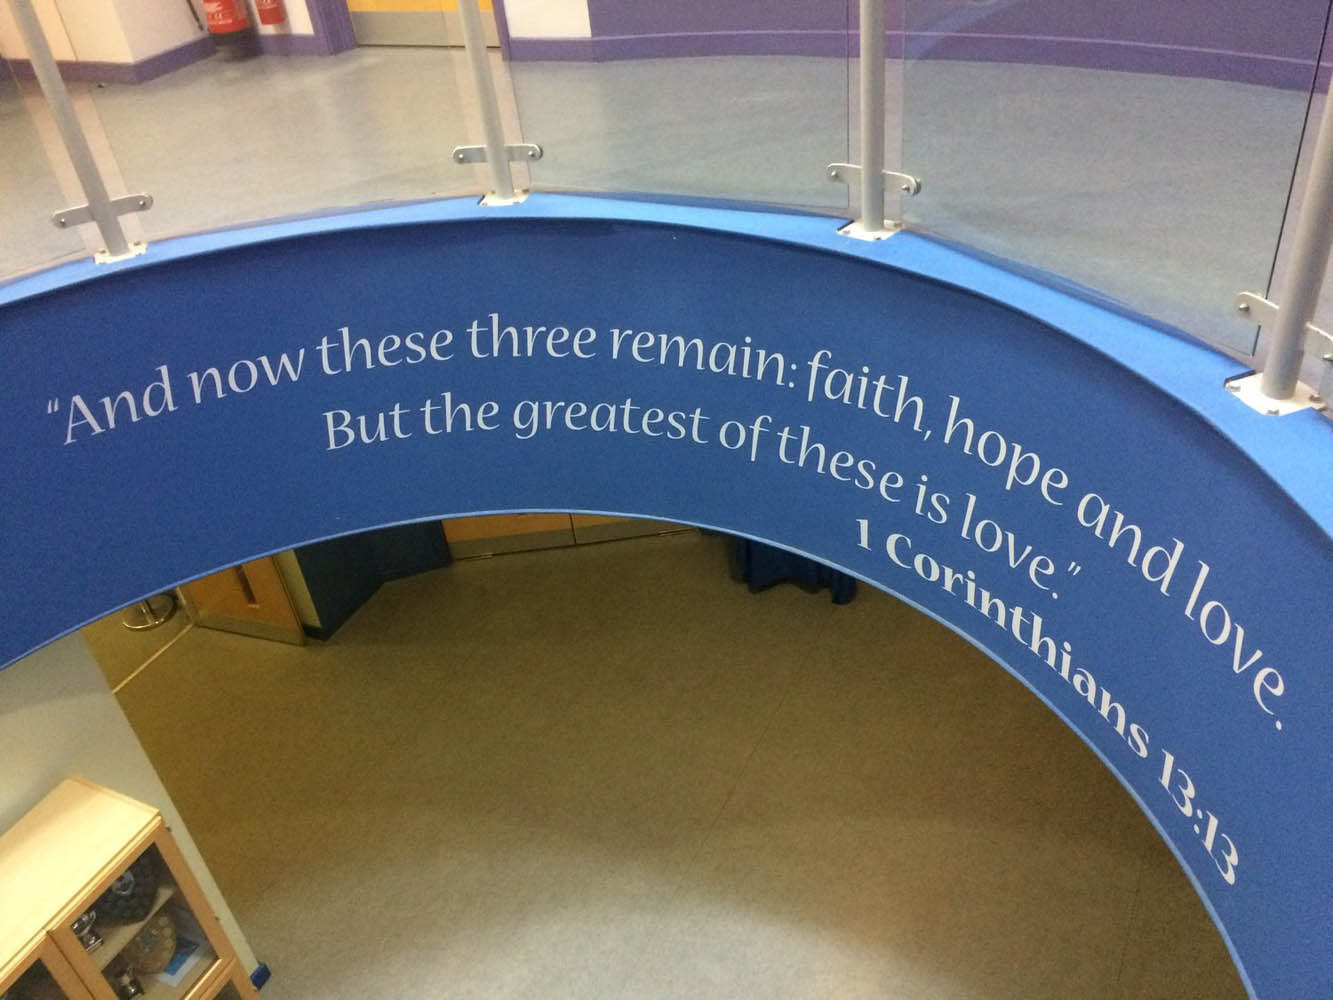 “And now these three remain: faith, hope and love.
But the greatest of these is love.”
1 Corinthians 13:13